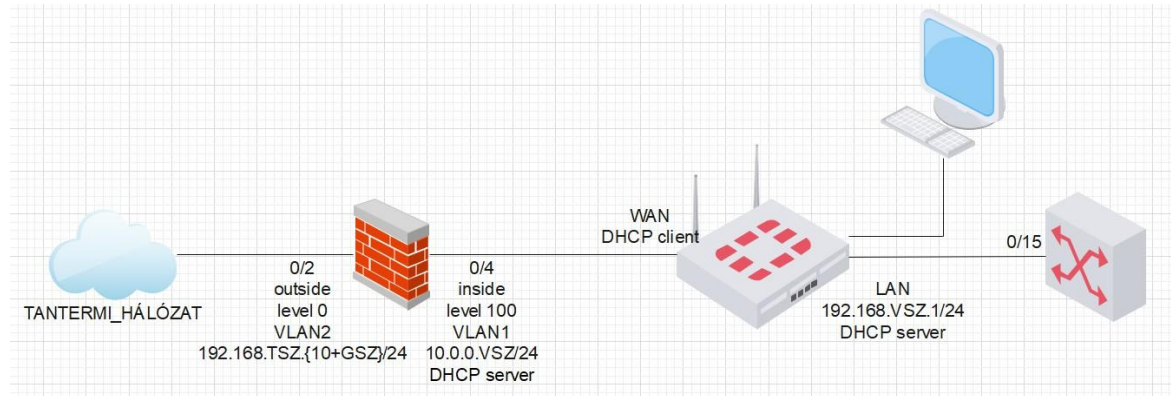 TANTERMI_HÁLÓZAT
0/2
outside
level 0
VLAN2
192.168.TSZ.{10+GSZ}/24
0/4
inside
level 100
VLAN1
10.0.0.VSZ/24
DHCP server
WAN
DHCP client
LAN
192.168.VSZ.1/24
DHCP server
0/15